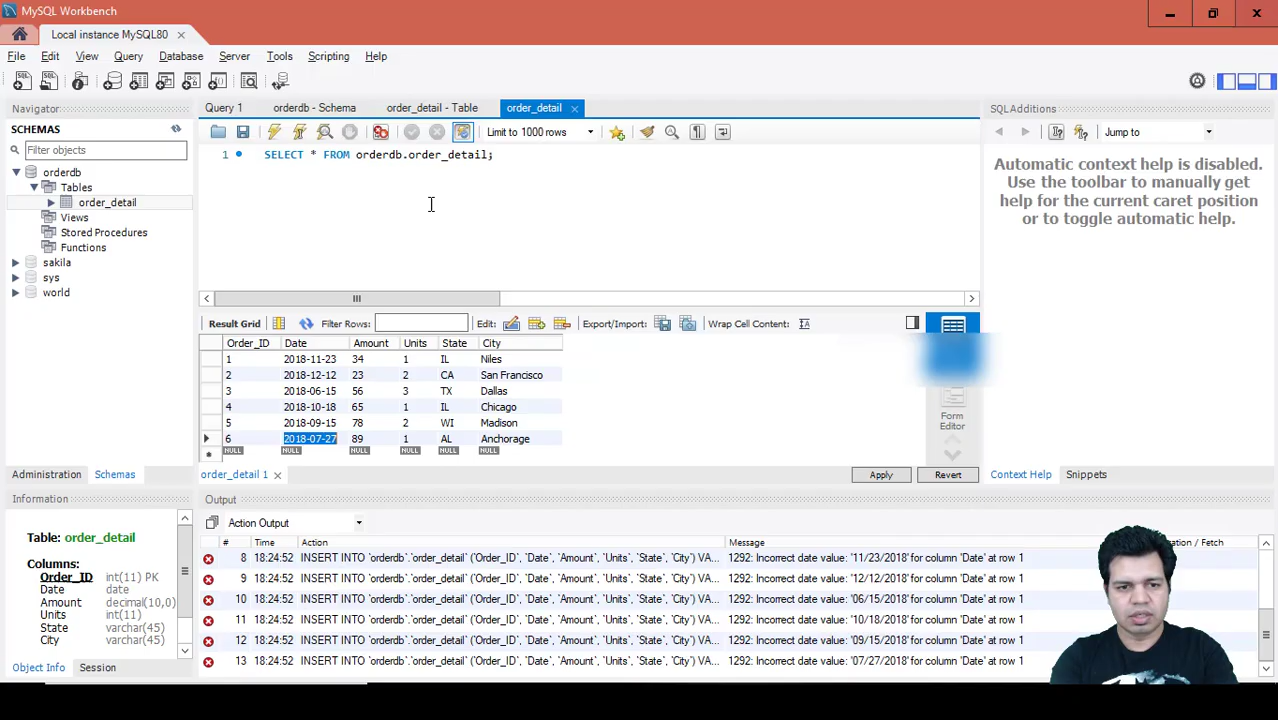 MySQL Workbench
Local instance MySQL80
File Edit View Query Database Server Tools Scripting Help
Navigator
SCHEMAS
Filter objects
orderdb
Tables
order_detail
Views
Stored Procedures
Functions
sakila
sys
world
Administration Schemas
Information
Table: order_detail
Columns:
Order_ID int(11) PK
Date date
Amount decimal(10,0)
Units int(11)
State varchar(45)
City varchar(45)
Object Info Session
Query 1 orderdb - Schema order_detail - Table order_detail
Limit to 1000 rows
1 SELECT * FROM orderdb.order_detail;
Result Grid Filter Rows: Edit: Export/Import: Wrap Cell Content:
Order_ID Date Amount Units State City
1 2018-11-23 34 1 IL Niles
2 2018-12-12 23 2 CA San Francisco
3 2018-06-15 56 3 TX Dallas
4 2018-10-18 65 1 IL Chicago
5 2018-09-15 78 2 WI Madison
6 2018-07-27 89 1 AL Anchorage
NULL NULL NULL NULL NULL NULL
Form
Editor
order_detail 1 Apply Revert
Output
Action Output
# Time Action Message / Fetch
8 18:24:52 INSERT INTO `orderdb`.`order_detail` (`Order_ID`, `Date`, `Amount`, `Units`, `State`, `City`) VA... 1292: Incorrect date value: '11/23/2018' for column 'Date' at row 1
9 18:24:52 INSERT INTO `orderdb`.`order_detail` (`Order_ID`, `Date`, `Amount`, `Units`, `State`, `City`) VA... 1292: Incorrect date value: '12/12/2018' for column 'Date' at row 1
10 18:24:52 INSERT INTO `orderdb`.`order_detail` (`Order_ID`, `Date`, `Amount`, `Units`, `State`, `City`) VA... 1292: Incorrect date value: '06/15/2018' for column 'Date' at row 1
11 18:24:52 INSERT INTO `orderdb`.`order_detail` (`Order_ID`, `Date`, `Amount`, `Units`, `State`, `City`) VA... 1292: Incorrect date value: '10/18/2018' for column 'Date' at row 1
12 18:24:52 INSERT INTO `orderdb`.`order_detail` (`Order_ID`, `Date`, `Amount`, `Units`, `State`, `City`) VA... 1292: Incorrect date value: '09/15/2018' for column 'Date' at row 1
13 18:24:52 INSERT INTO `orderdb`.`order_detail` (`Order_ID`, `Date`, `Amount`, `Units`, `State`, `City`) VA... 1292: Incorrect date value: '07/27/2018' for column 'Date' at row 1
SQLAdditions
Jump to
Automatic context help is disabled.
Use the toolbar to manually get
help for the current caret position
or to toggle automatic help.
Context Help Snippets